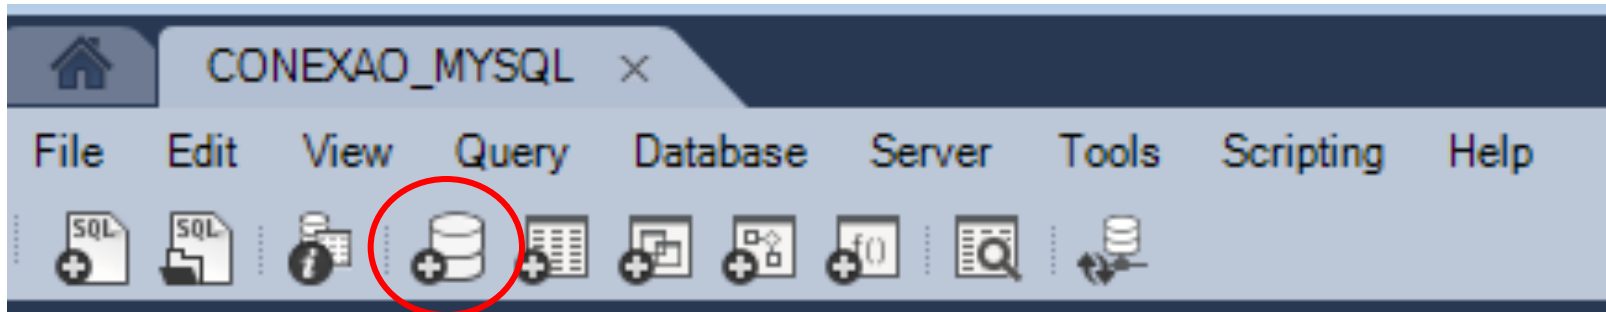 CONEXAO_MYSQL ×
File Edit View Query Database Server Tools Scripting Help
SQL SQL i f()